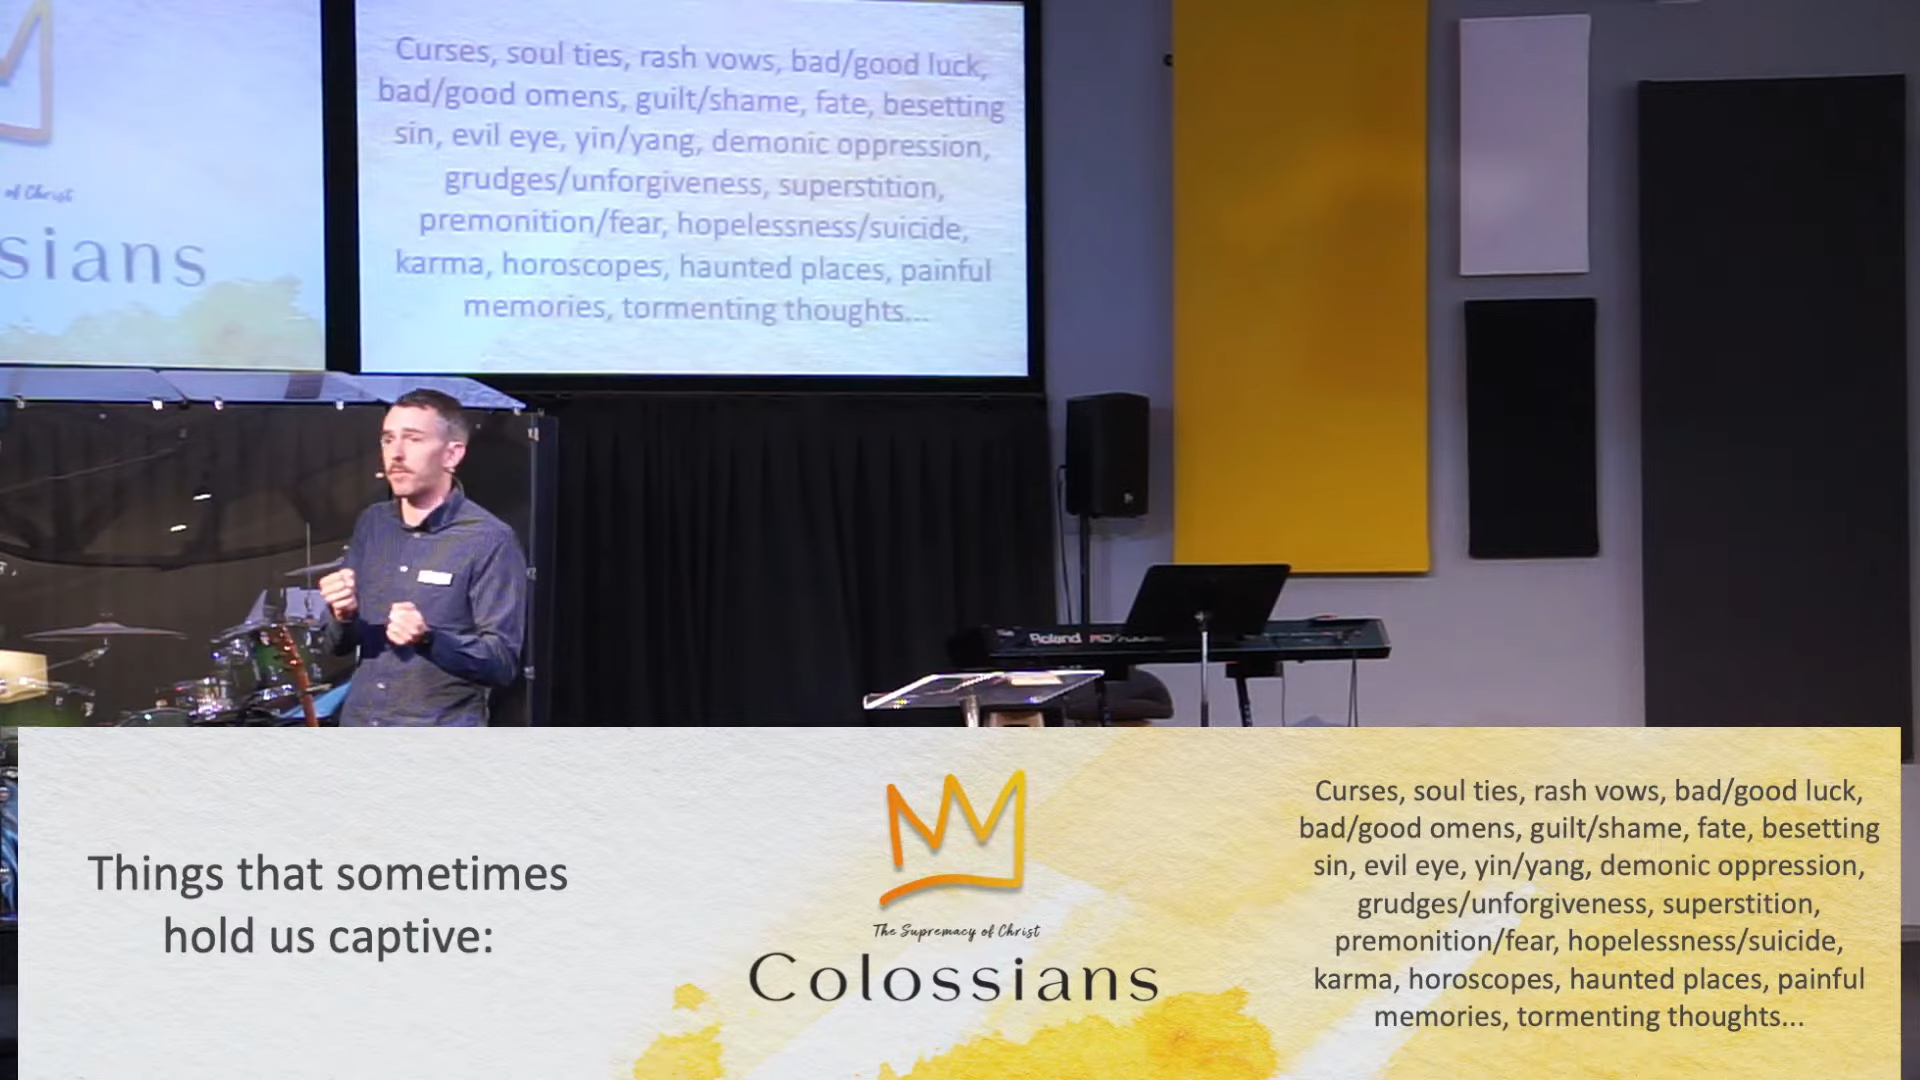 Curses, soul ties, rash vows, bad/good luck,
bad/good omens, guilt/shame, fate, besetting
sin, evil eye, yin/yang, demonic oppression,
grudges/unforgiveness, superstition,
premonition/fear, hopelessness/suicide,
karma, horoscopes, haunted places, painful
memories, tormenting thoughts...
of Christ
sians
Roland
Things that sometimes
hold us captive:
The Supremacy of Christ
Colossians
Curses, soul ties, rash vows, bad/good luck,
bad/good omens, guilt/shame, fate, besetting
sin, evil eye, yin/yang, demonic oppression,
grudges/unforgiveness, superstition,
premonition/fear, hopelessness/suicide,
karma, horoscopes, haunted places, painful
memories, tormenting thoughts...